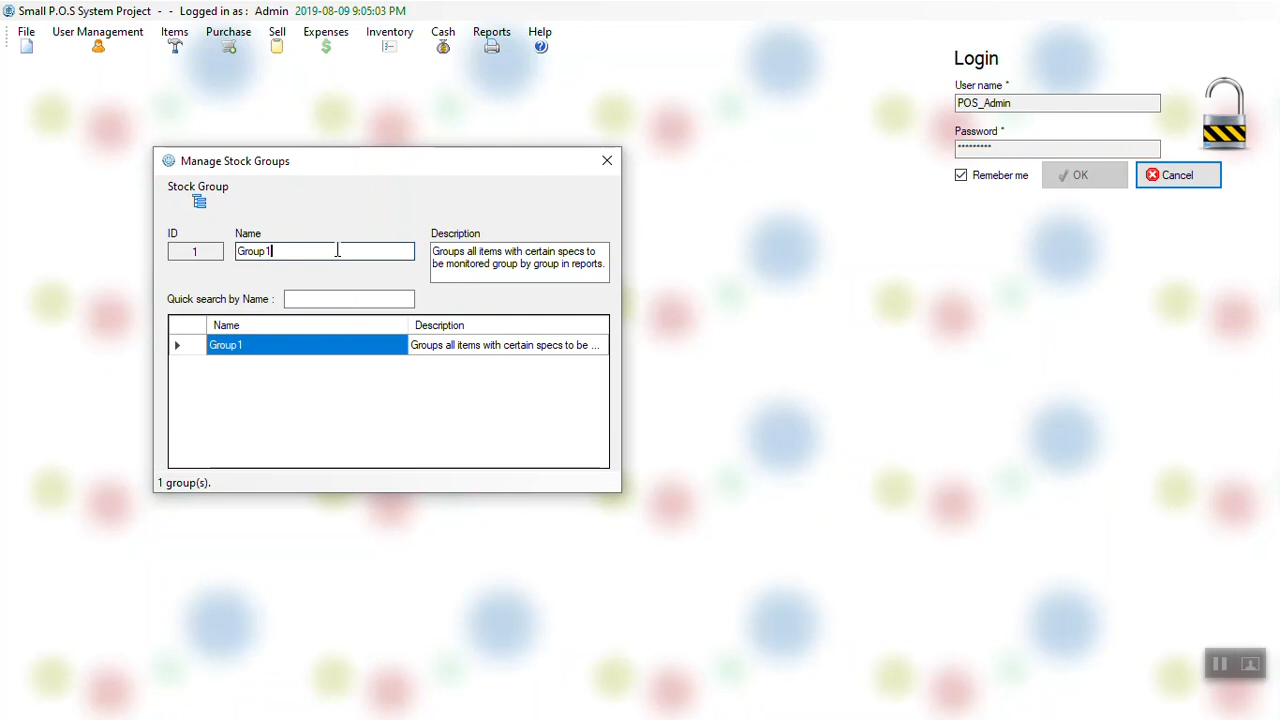 Small P.O.S System Project - - Logged in as : Admin 2019-08-09 9:05:03 PM
File User Management Items Purchase Sell Expenses Inventory Cash Reports Help
Login
User name *
POS_Admin
Password *
*********
Remeber me OK Cancel
Manage Stock Groups
Stock Group
ID Name Description
1 Group1 Groups all items with certain specs to
be monitored group by group in reports.
Quick search by Name :
Name Description
Group1 Groups all items with certain specs to be ...
1 group(s).